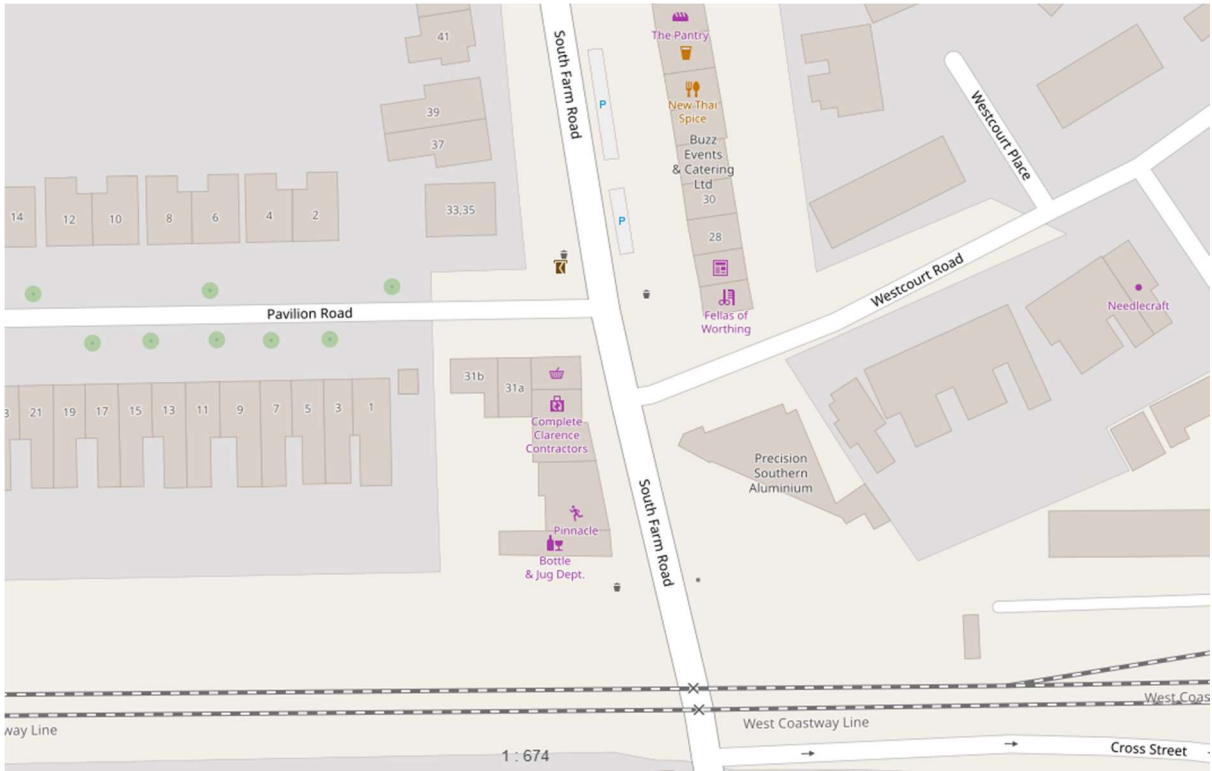 The Pantry
41
South Farm Road
P
New Thai
Spice
39
37
Buzz
Events
& Catering
Ltd
Westcourt Place
14
12
10
8
6
4
2
33,35
30
P
28
Westcourt Road
Pavilion Road
Fellas of
Worthing
Needlecraft
31b
31a
21
19
17
15
13
11
9
7
5
3
1
Complete
Clarence
Contractors
Precision
Southern
Aluminium
South Farm Road
Pinnacle
Bottle
& Jug Dept.
way Line
West Coastway Line
West Coas
1 : 674
Cross Street